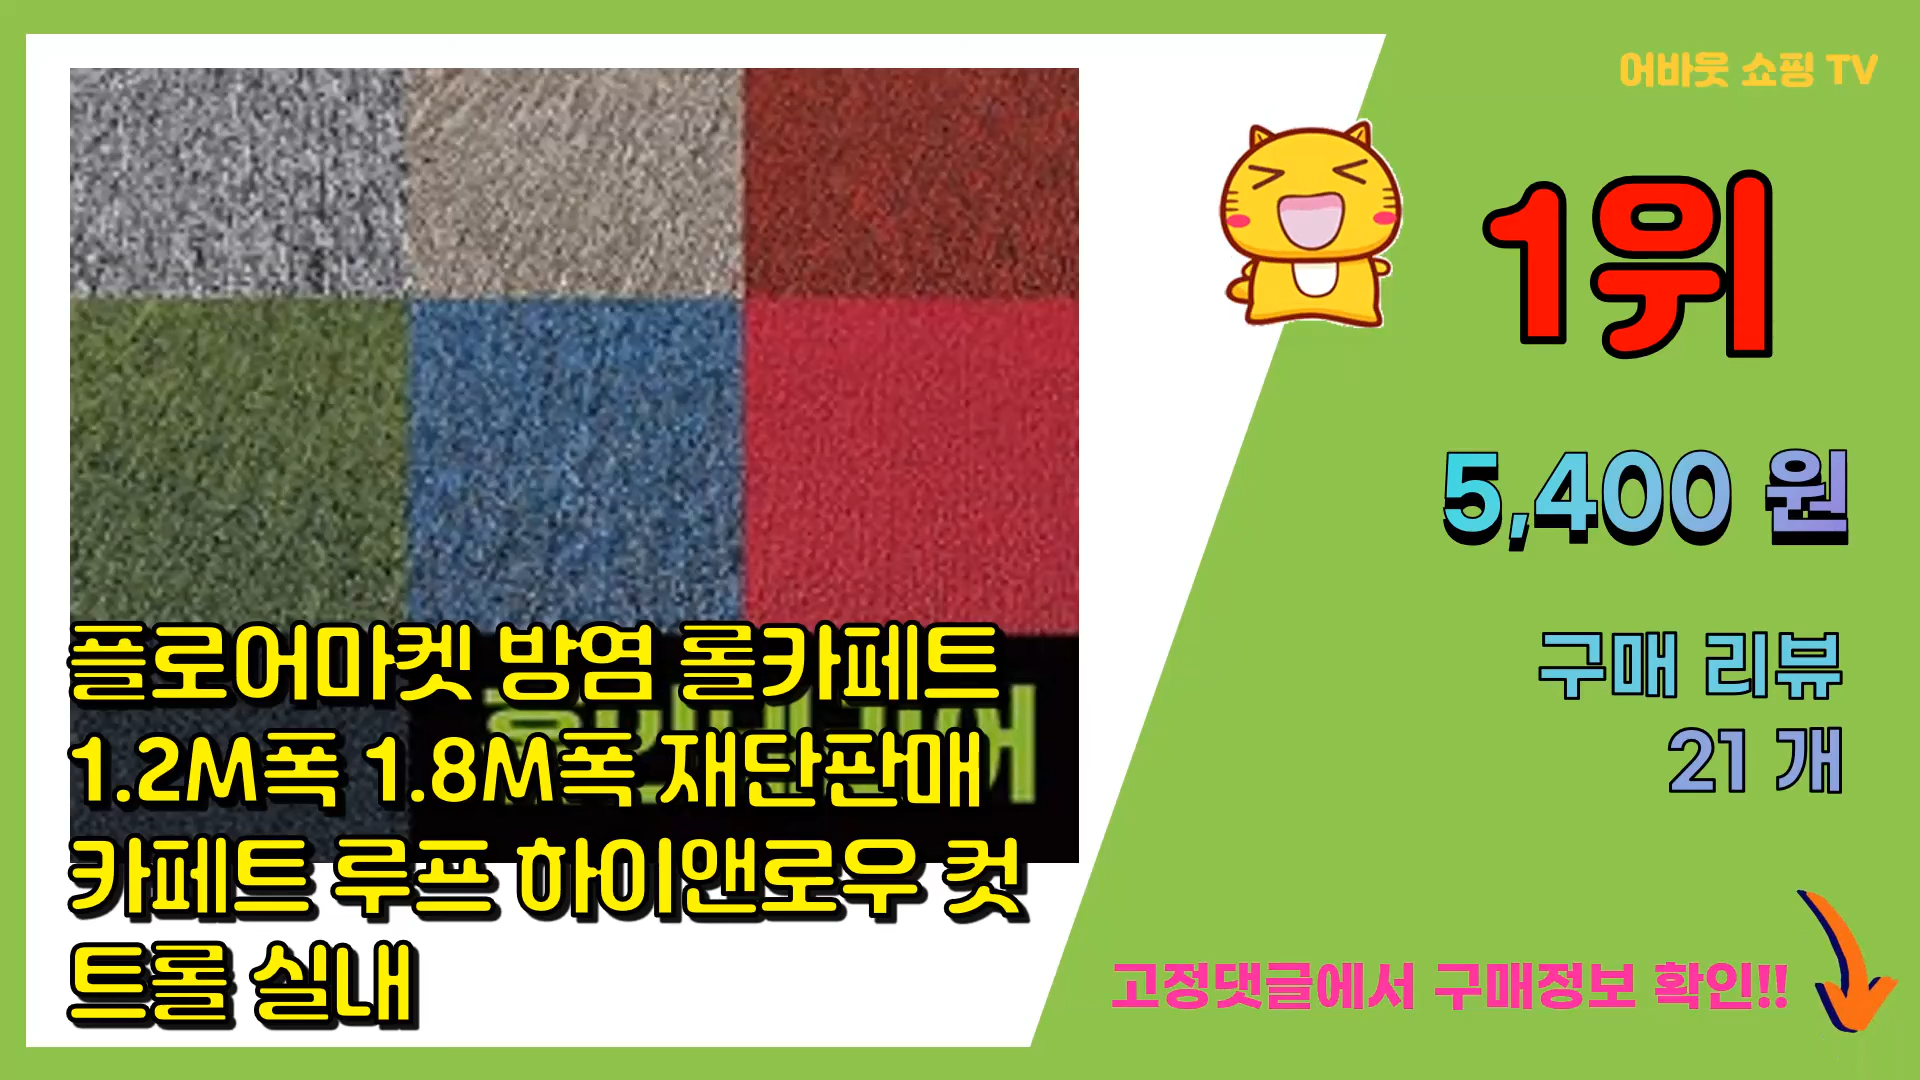 어바웃 쇼핑 TV
1위
5,400 원
구매 리뷰
21 개
플로어마켓 방염 롤카페트
1.2M폭 1.8M폭 재단판매
카페트 루프 하이앤로우 컷
트롤 실내
고정댓글에서 구매정보 확인!!